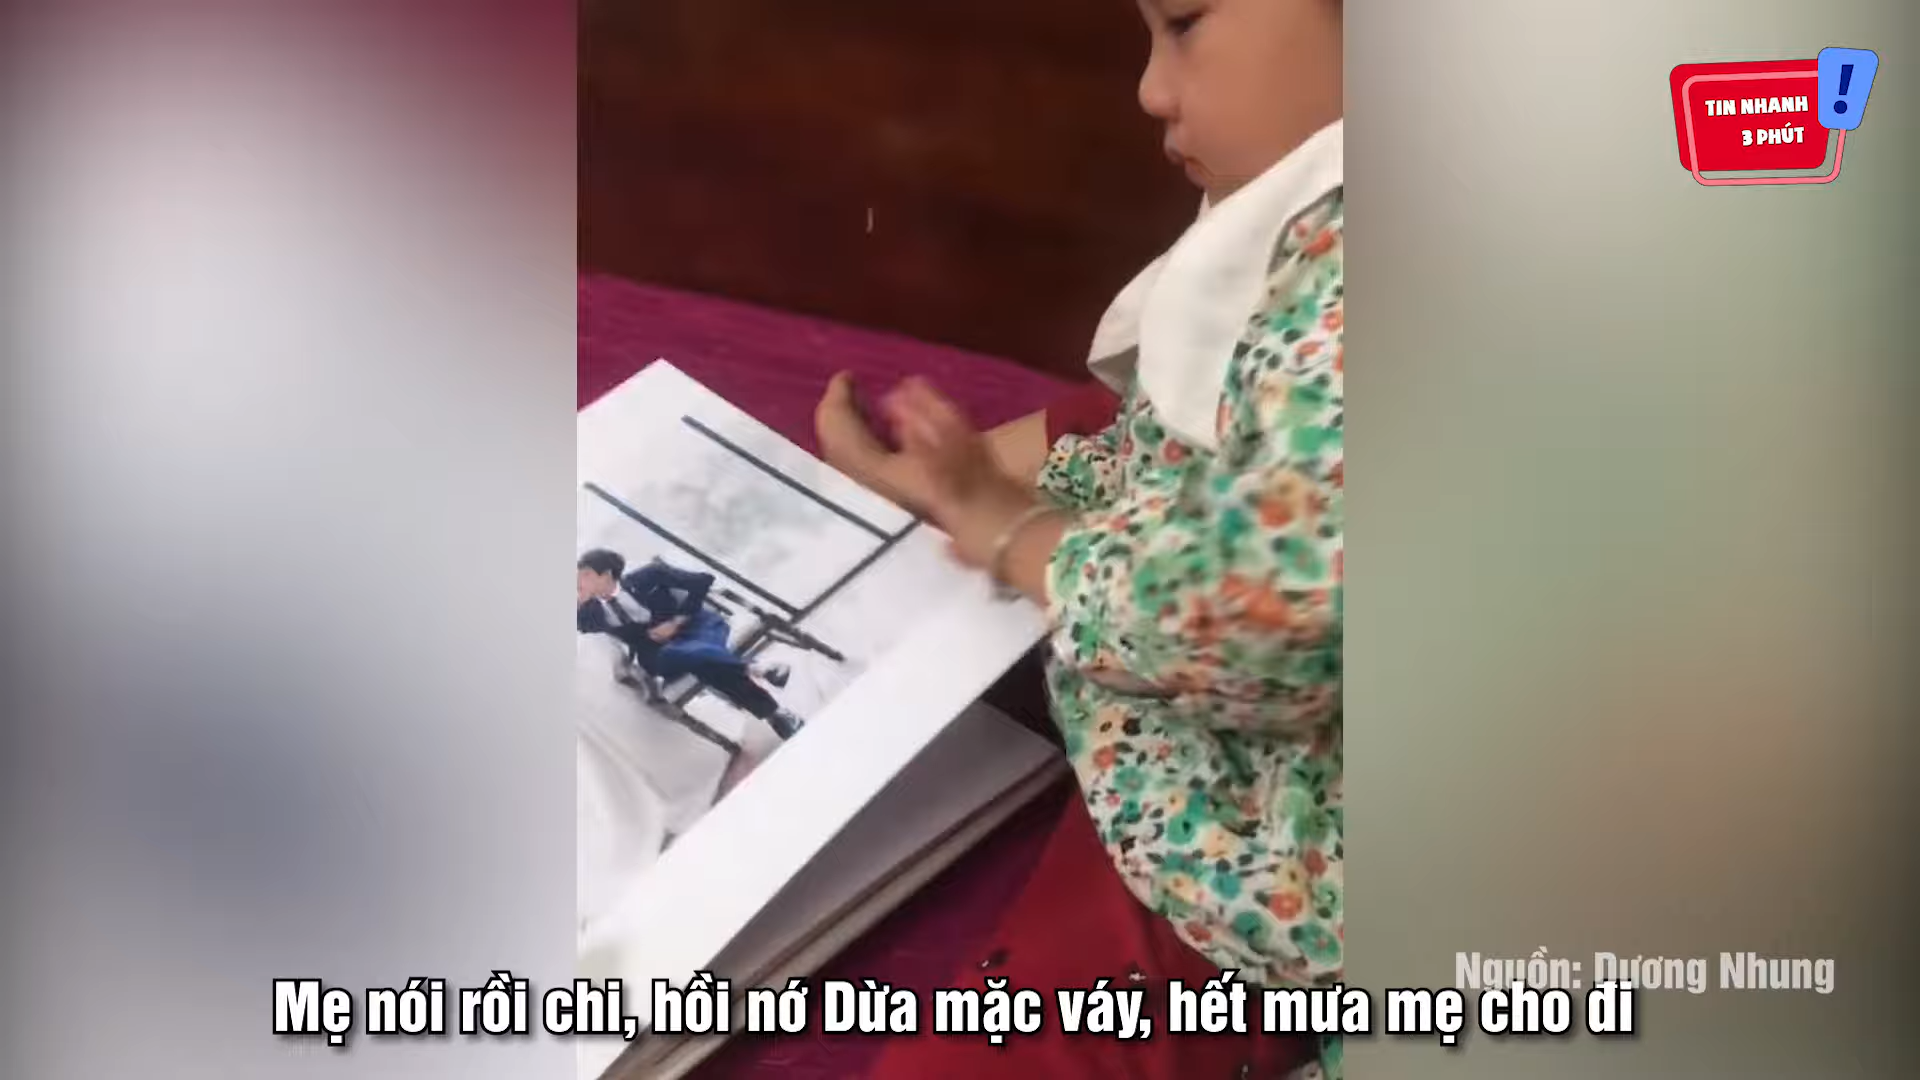 TIN NHANH
3 PHÚT
!
Nguồn: Dương Nhung
Mẹ nói rồi chi, hồi nớ Dừa mặc váy, hết mưa mẹ cho đi